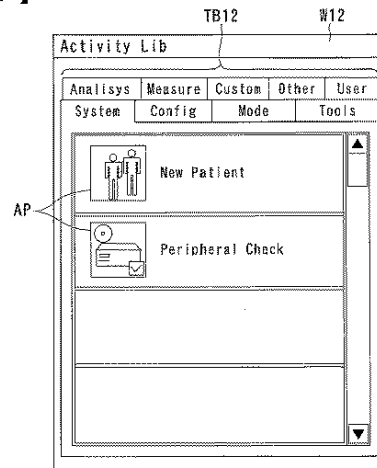 】
TB12 W12
Activity Lib
Analisys Measure Custom Other User
System Config Mode Tools
New Patient
AP
Peripheral Check